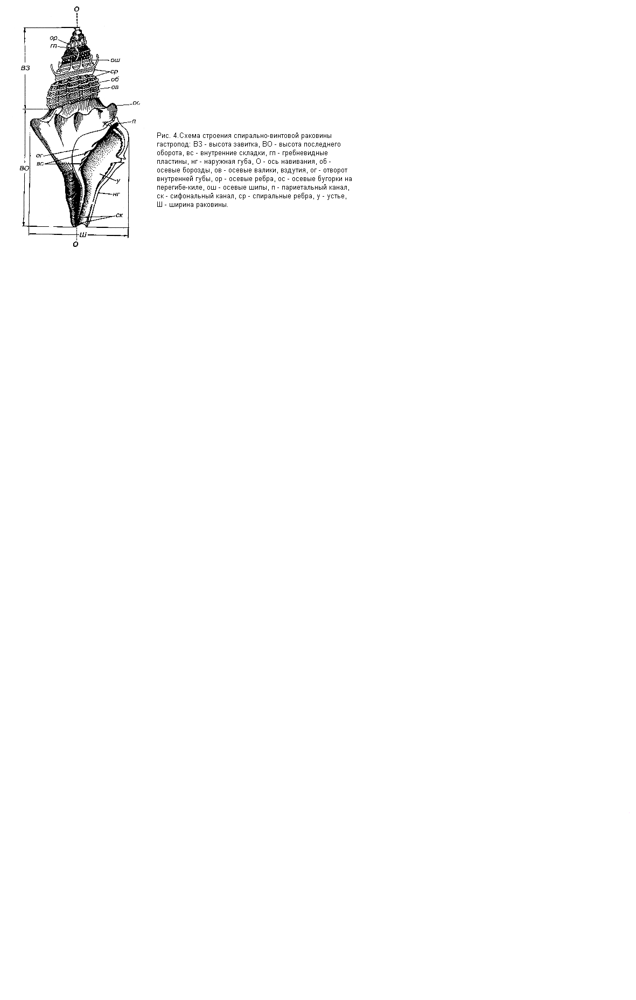 О
ор
гп
ош
ВЗ
ср
об
ов
ос
п
ог
вс
ВО
у
нг
ск
Ш
О
Рис. 4.Схема строения спирально-винтовой раковины
гастропод: ВЗ - высота завитка, ВО - высота последнего
оборота, вс - внутренние складки, гп - гребневидные
пластины, нг - наружная губа, О - ось навивания, об -
осевые борозды, ов - осевые валики, вздутия, ог - отворот
внутренней губы, ор - осевые ребра, ос - осевые бугорки на
перегибе-киле, ош - осевые шипы, п - париетальный канал,
ск - сифональный канал, ср - спиральные ребра, у - устье,
Ш - ширина раковины.